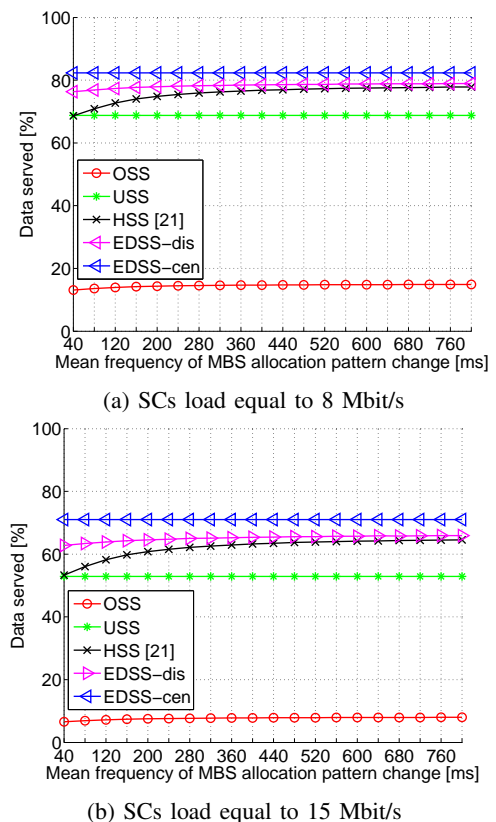 100
80
60
40
20
0
Data served [%]
OSS
USS
HSS [21]
EDSS-dis
EDSS-cen
40 120 200 280 360 440 520 600 680 760
Mean frequency of MBS allocation pattern change [ms]
(a) SCs load equal to 8 Mbit/s
100
80
60
40
20
0
Data served [%]
OSS
USS
HSS [21]
EDSS-dis
EDSS-cen
40 120 200 280 360 440 520 600 680 760
Mean frequency of MBS allocation pattern change [ms]
(b) SCs load equal to 15 Mbit/s